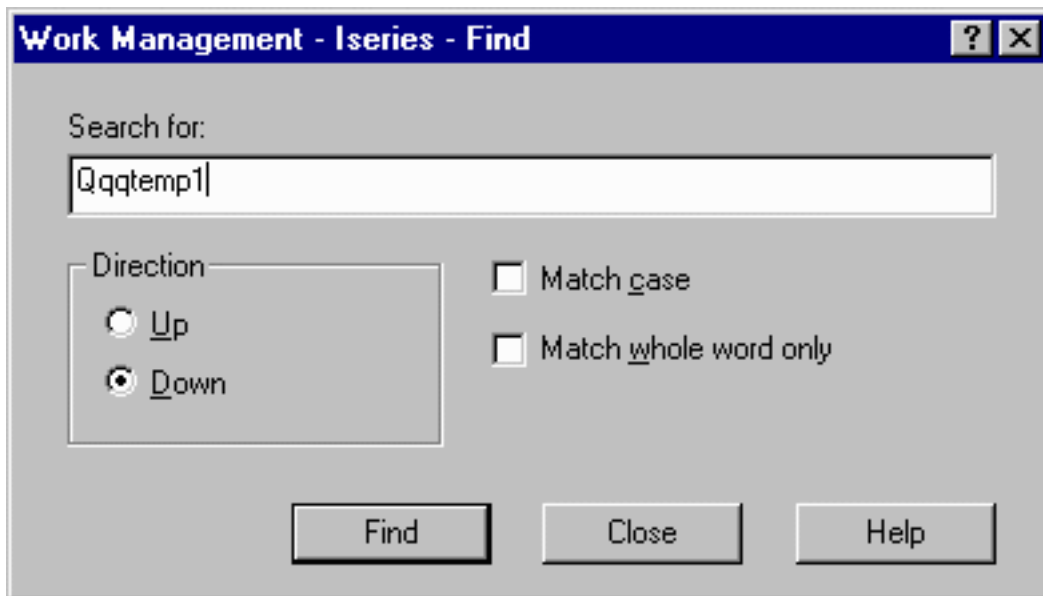 Work Management - Iseries - Find
Search for:
Qqqtemp1
Direction
Up
Down
Match case
Match whole word only
Find
Close
Help